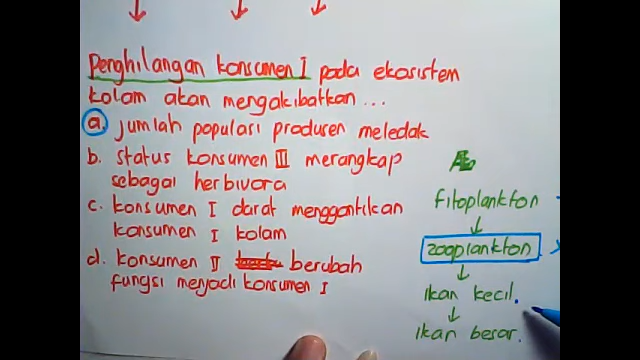 Penghilangan konsumen I pada ekosistem
kolam akan mengakibatkan ...
a. jumlah populasi produsen meledak
b. status konsumen III merangkap
sebagai herbivora
c. konsumen I darat menggantikan
konsumen I kolam
d. konsumen II berubah
fungsi menjadi konsumen I
fitoplankton
zooplankton
ikan kecil.
ikan besar.